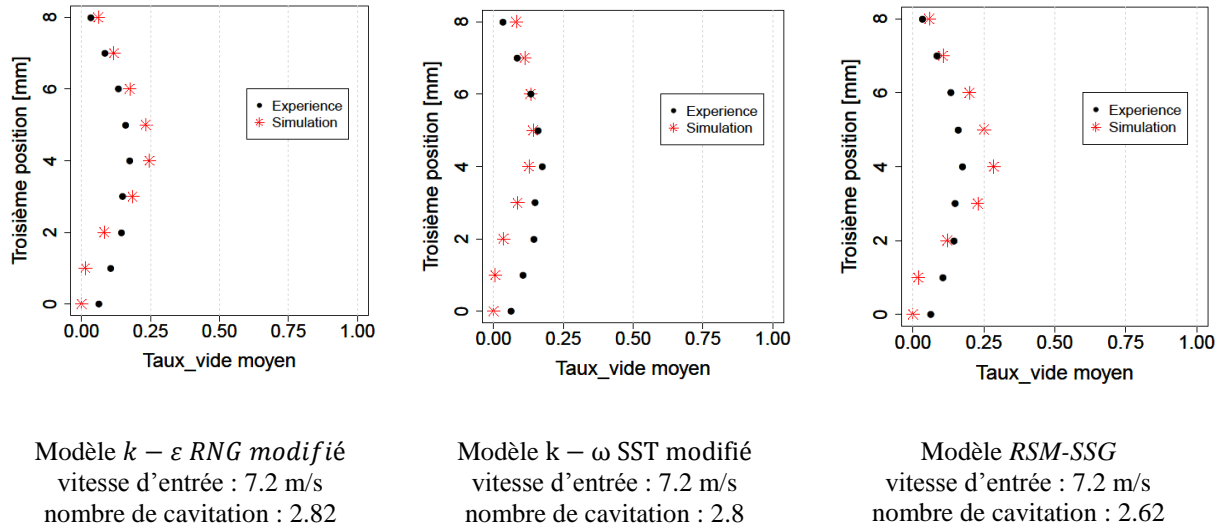 8
6
4
2
0
Troisième position [mm]
Experience
Simulation
0.00 0.25 0.50 0.75 1.00
Taux_vide moyen
8
6
4
2
0
Troisième position [mm]
Experience
Simulation
0.00 0.25 0.50 0.75 1.00
Taux_vide moyen
8
6
4
2
0
Troisième position [mm]
Experience
Simulation
0.00 0.25 0.50 0.75 1.00
Taux_vide moyen
Modèle k − ε RNG modifié
vitesse d’entrée : 7.2 m/s
nombre de cavitation : 2.82
Modèle k − ω SST modifié
vitesse d’entrée : 7.2 m/s
nombre de cavitation : 2.8
Modèle RSM-SSG
vitesse d’entrée : 7.2 m/s
nombre de cavitation : 2.62